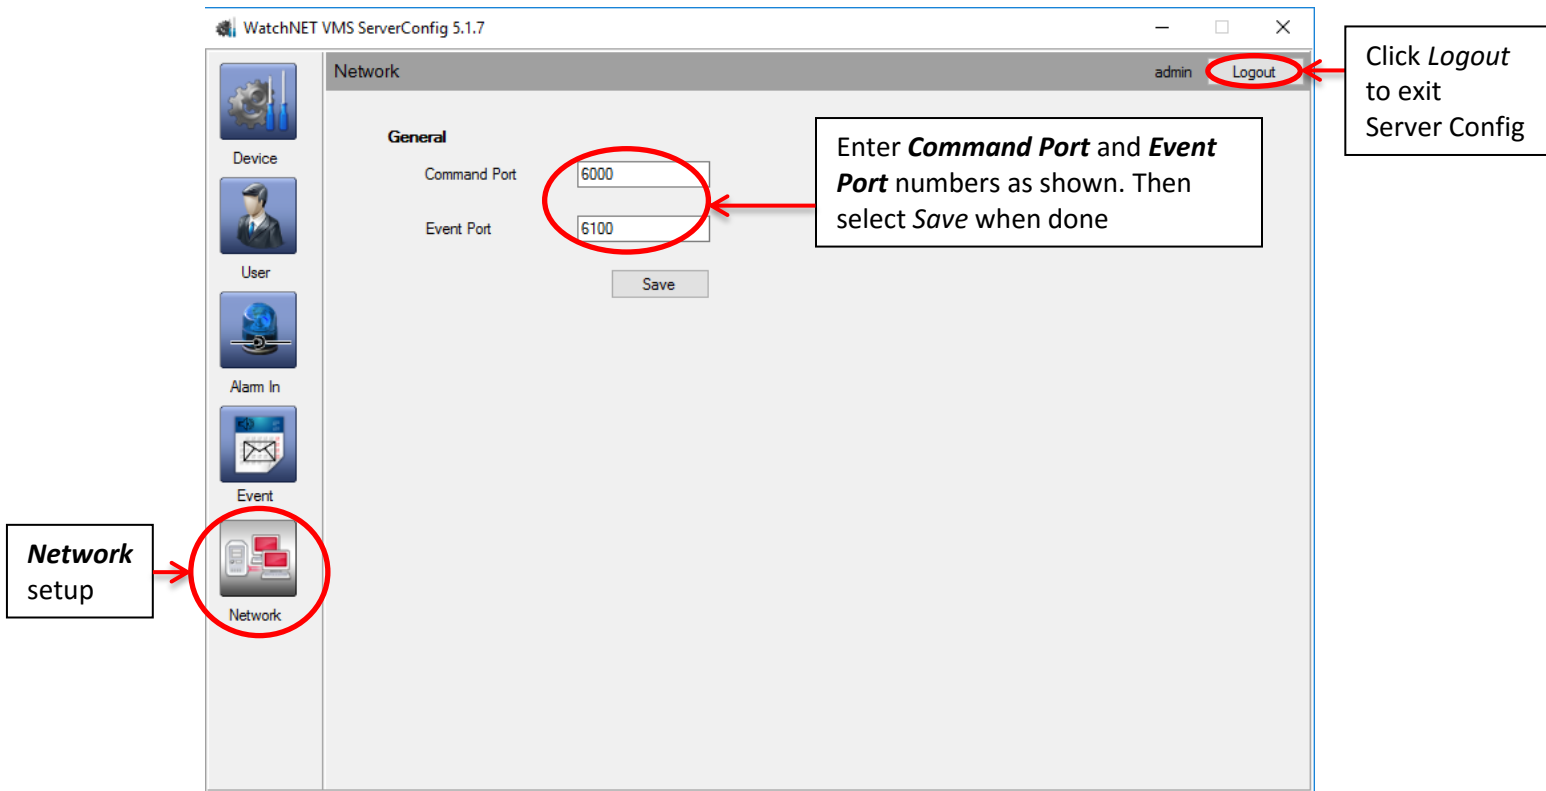 WatchNET VMS ServerConfig 5.1.7
Network
admin
Logout
Click Logout
to exit
Server Config
Device
General
Command Port
6000
Event Port
6100
Save
Enter Command Port and Event
Port numbers as shown. Then
select Save when done
User
Alarm In
Event
Network
setup
Network